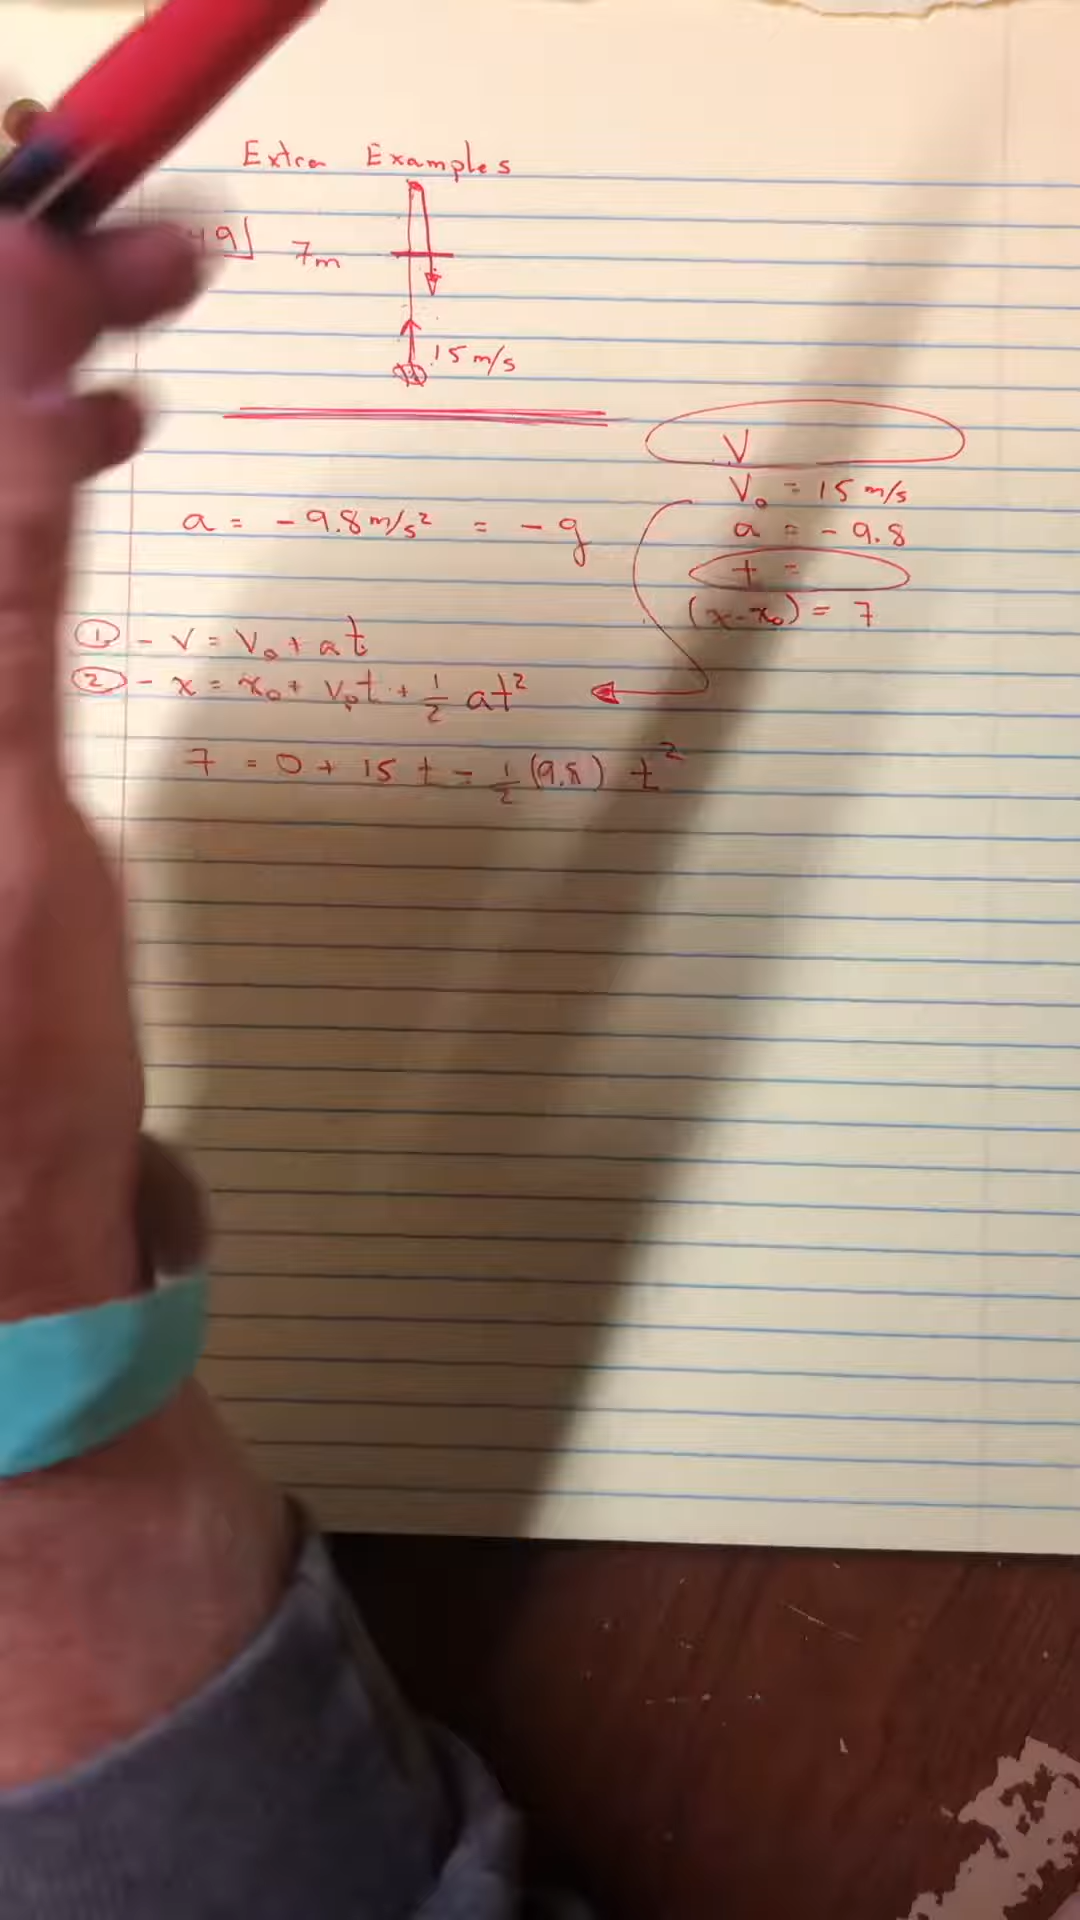 Extra Examples
49] 7m
15 m/s
V
V₀ = 15 m/s
a = -9.8 m/s² = -g
a = -9.8
t =
(x-x₀) = 7
① - V = V₀ + at
② - x = x₀ + V₀t + 1/2 at²
7 = 0 + 15 t - 1/2 (9.8) t²